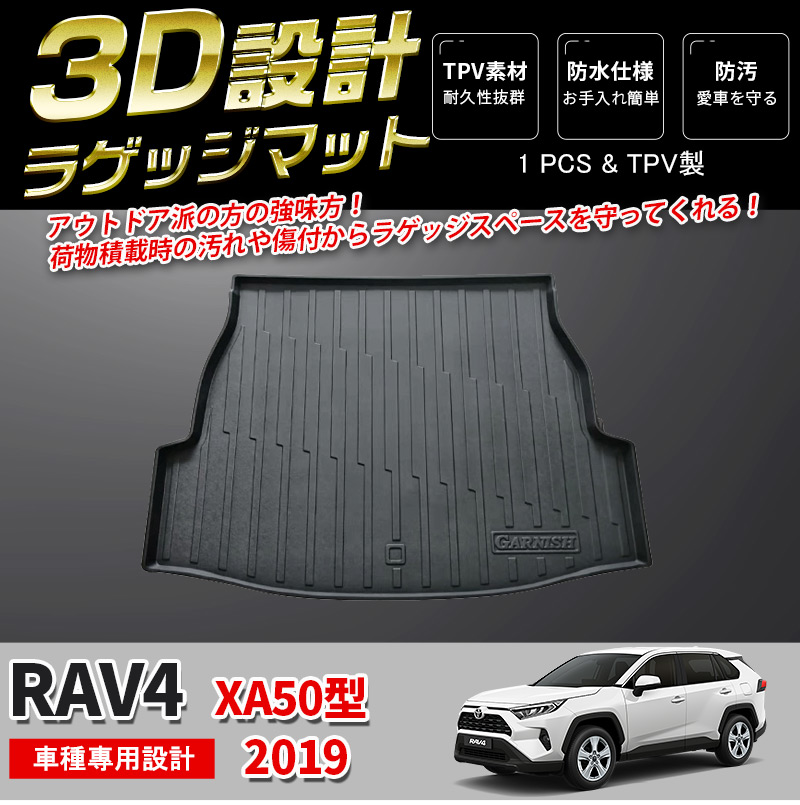 3D設計
ラゲッジマット
TPV素材
耐久性抜群
防水仕様
お手入れ簡単
防汚
愛車を守る
1 PCS & TPV製
アウトドア派の方の強味方！
荷物積載時の汚れや傷付からラゲッジスペースを守ってくれる！
GARNISH
RAV4
XA50型
車種専用設計
2019
RAV4